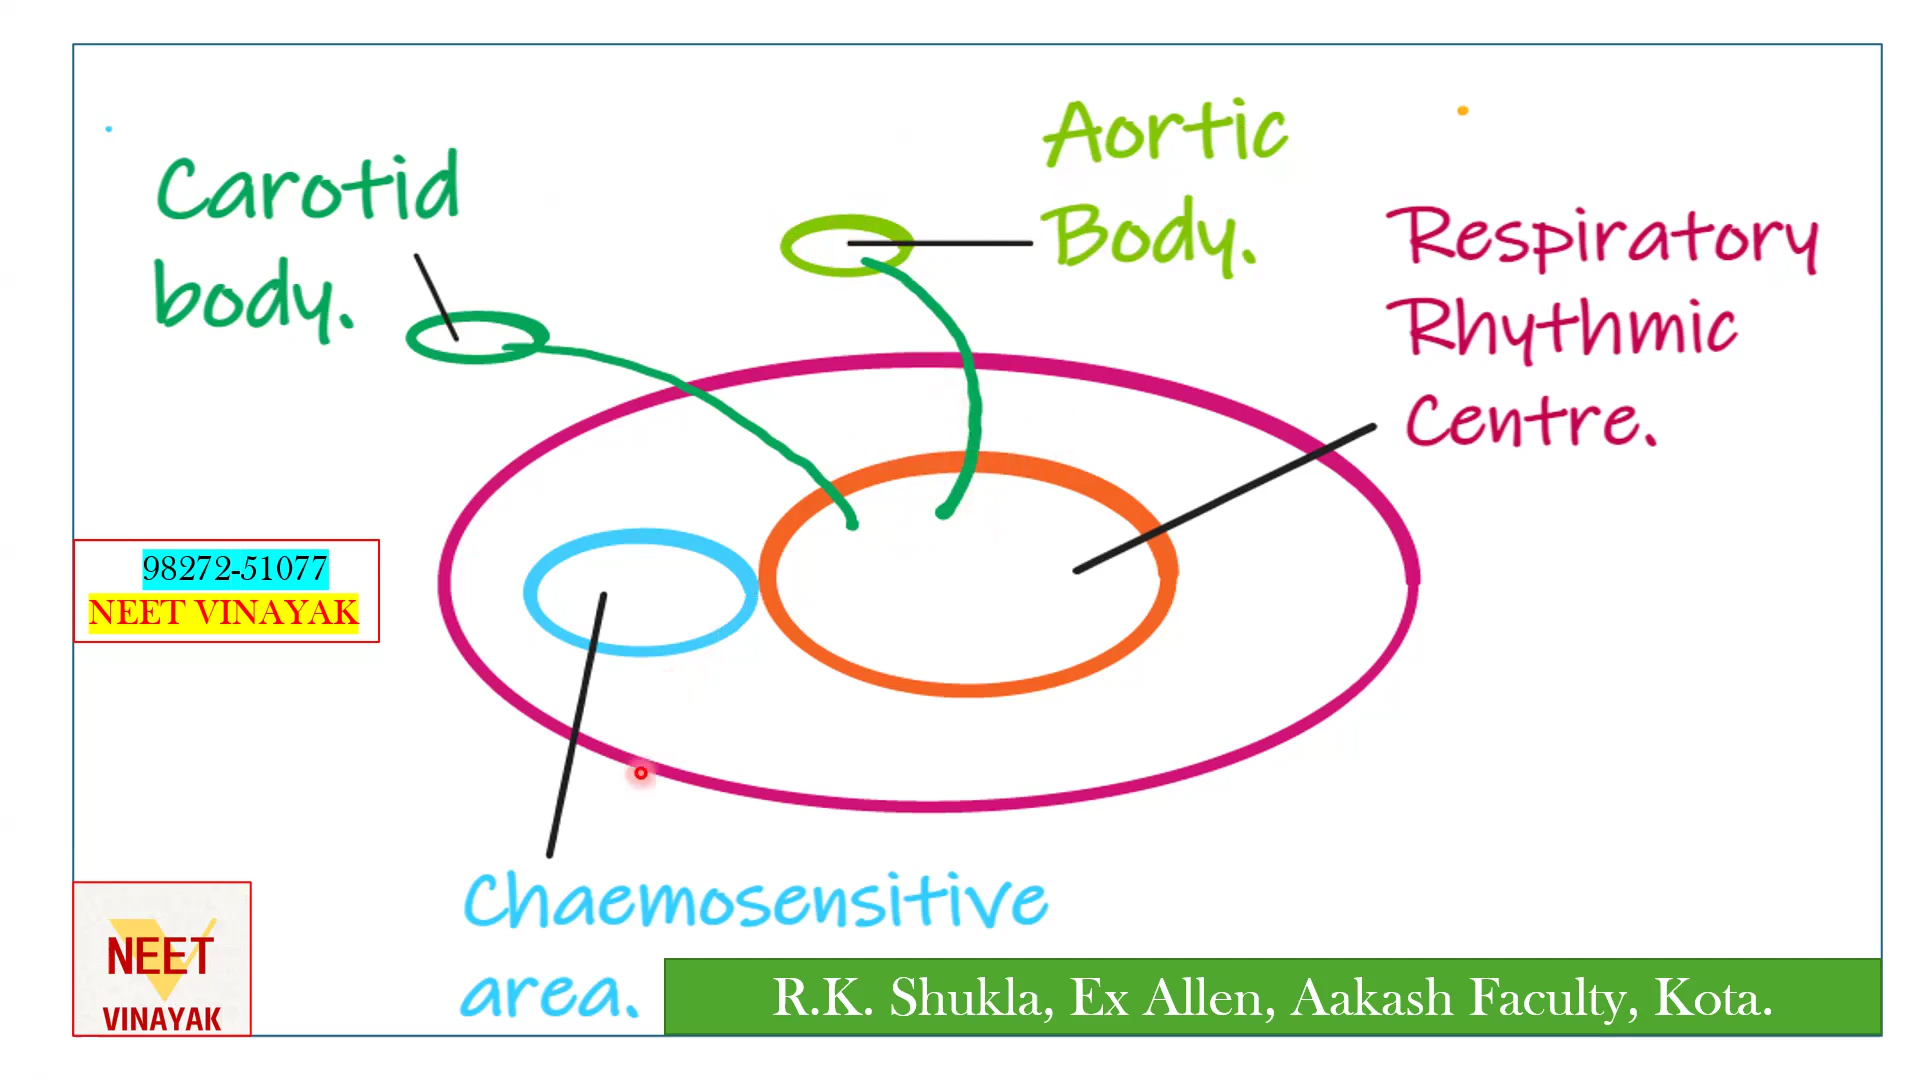 Carotid
body.
Aortic
Body.
Respiratory
Rhythmic
Centre.
98272-51077
NEET VINAYAK
Chaemosensitive
area.
NEET
VINAYAK
R.K. Shukla, Ex Allen, Aakash Faculty, Kota.